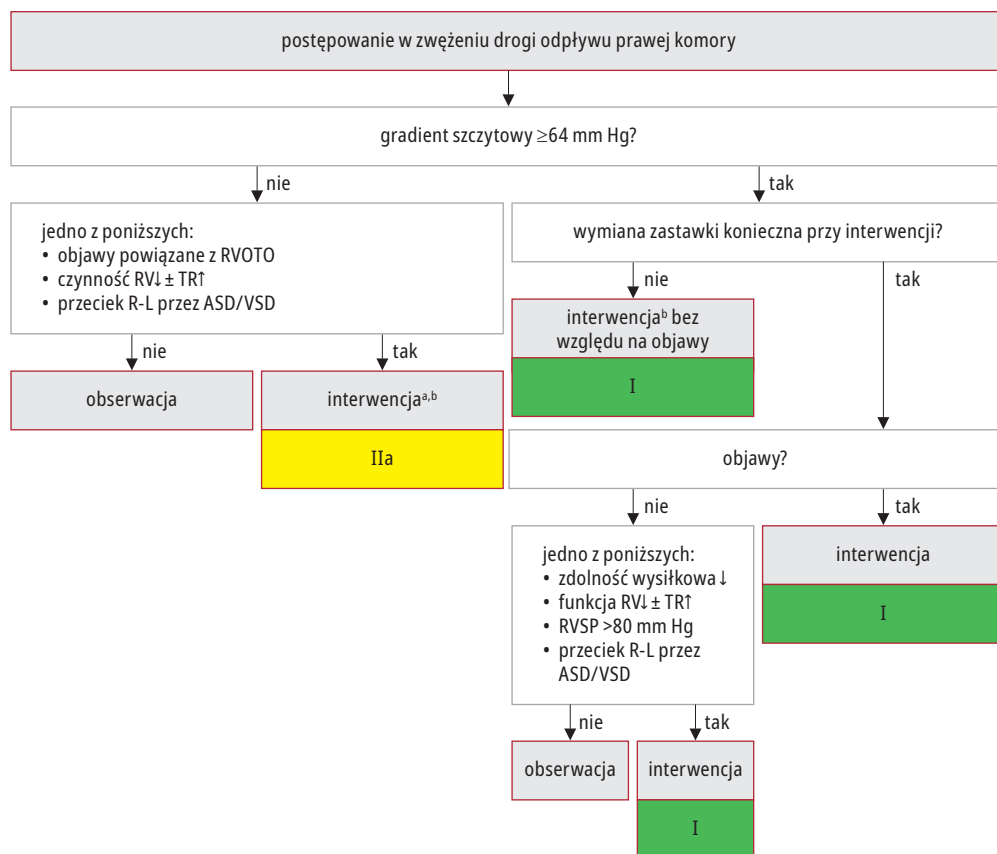 postępowanie w zwężeniu drogi odpływu prawej komory
gradient szczytowy ≥64 mm Hg?
nie
tak
jedno z poniższych:
• objawy powiązane z RVOTO
• czynność RV↓ ± TR↑
• przeciek R-L przez ASD/VSD
wymiana zastawki konieczna przy interwencji?
nie
tak
nie
tak
interwencjaᵇ bez
względu na objawy
I
obserwacja
interwencjaᵃ,ᵇ
IIa
objawy?
nie
tak
jedno z poniższych:
• zdolność wysiłkowa↓
• funkcja RV↓ ± TR↑
• RVSP >80 mm Hg
• przeciek R-L przez
ASD/VSD
interwencja
I
nie
tak
obserwacja
interwencja
I